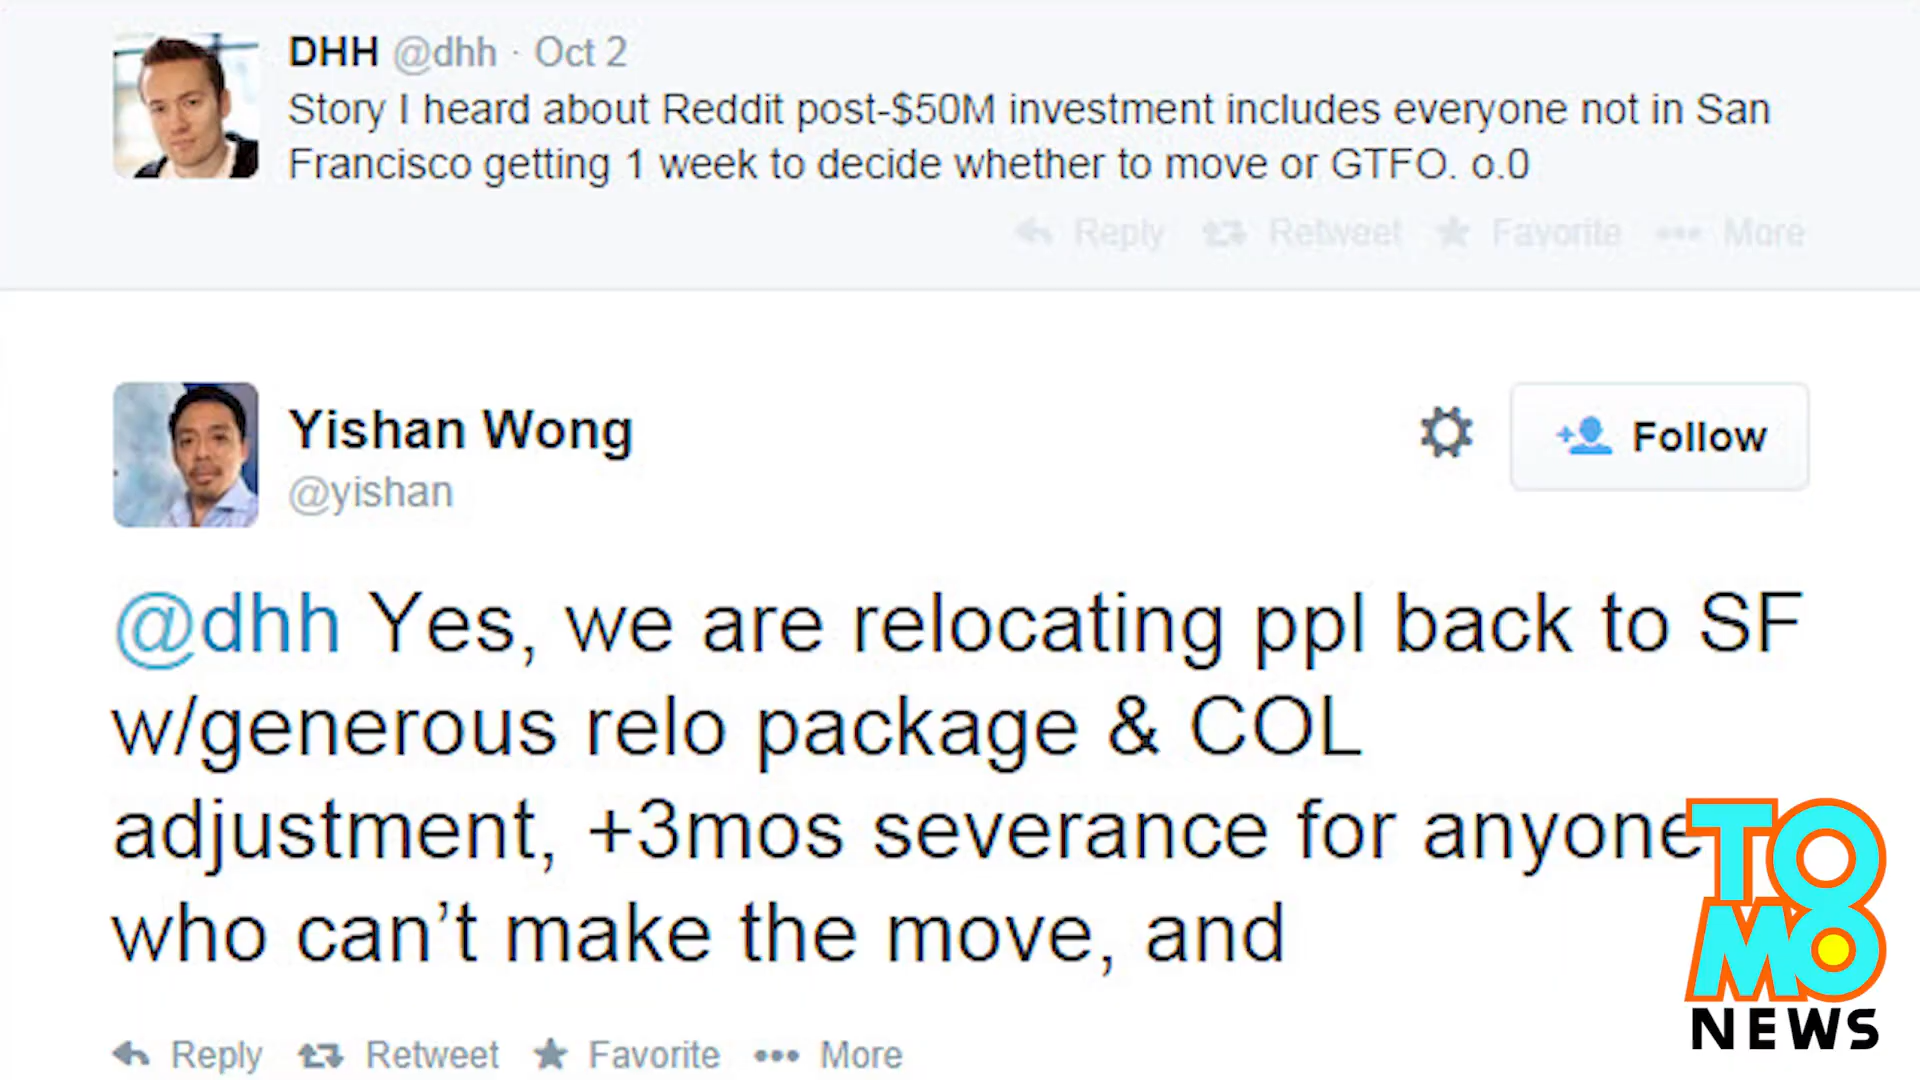 DHH @dhh · Oct 2
Story I heard about Reddit post-$50M investment includes everyone not in San
Francisco getting 1 week to decide whether to move or GTFO. o.0
Reply Retweet Favorite More
Yishan Wong
@yishan
Follow
@dhh Yes, we are relocating ppl back to SF
w/generous relo package & COL
adjustment, +3mos severance for anyone
who can’t make the move, and
Reply Retweet Favorite More
TOMO
NEWS